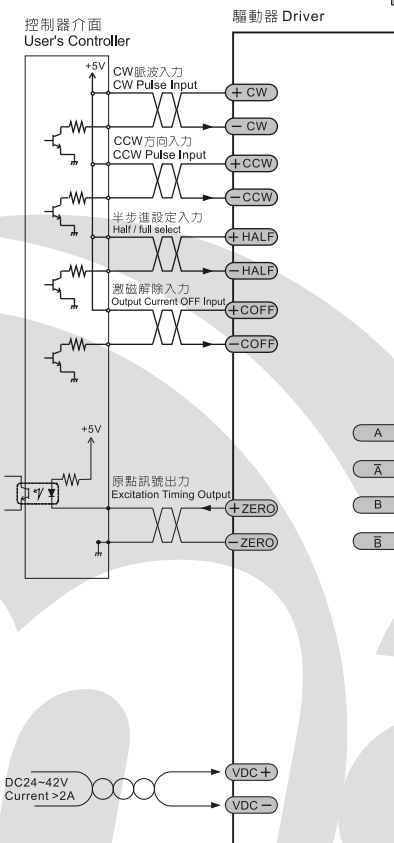 驅動器 Driver
控制器介面
User's Controller
+5V
CW脈波入力
CW Pulse Input
+ CW
− CW
CCW方向入力
CCW Pulse Input
+CCW
−CCW
半步進設定入力
Half / full select
+ HALF
− HALF
激磁解除入力
Output Current OFF Input
+COFF
−COFF
+5V
A
A̅
原點訊號出力
Excitation Timing Output
+ ZERO
− ZERO
B
B̅
DC24~42V
Current >2A
VDC +
VDC −